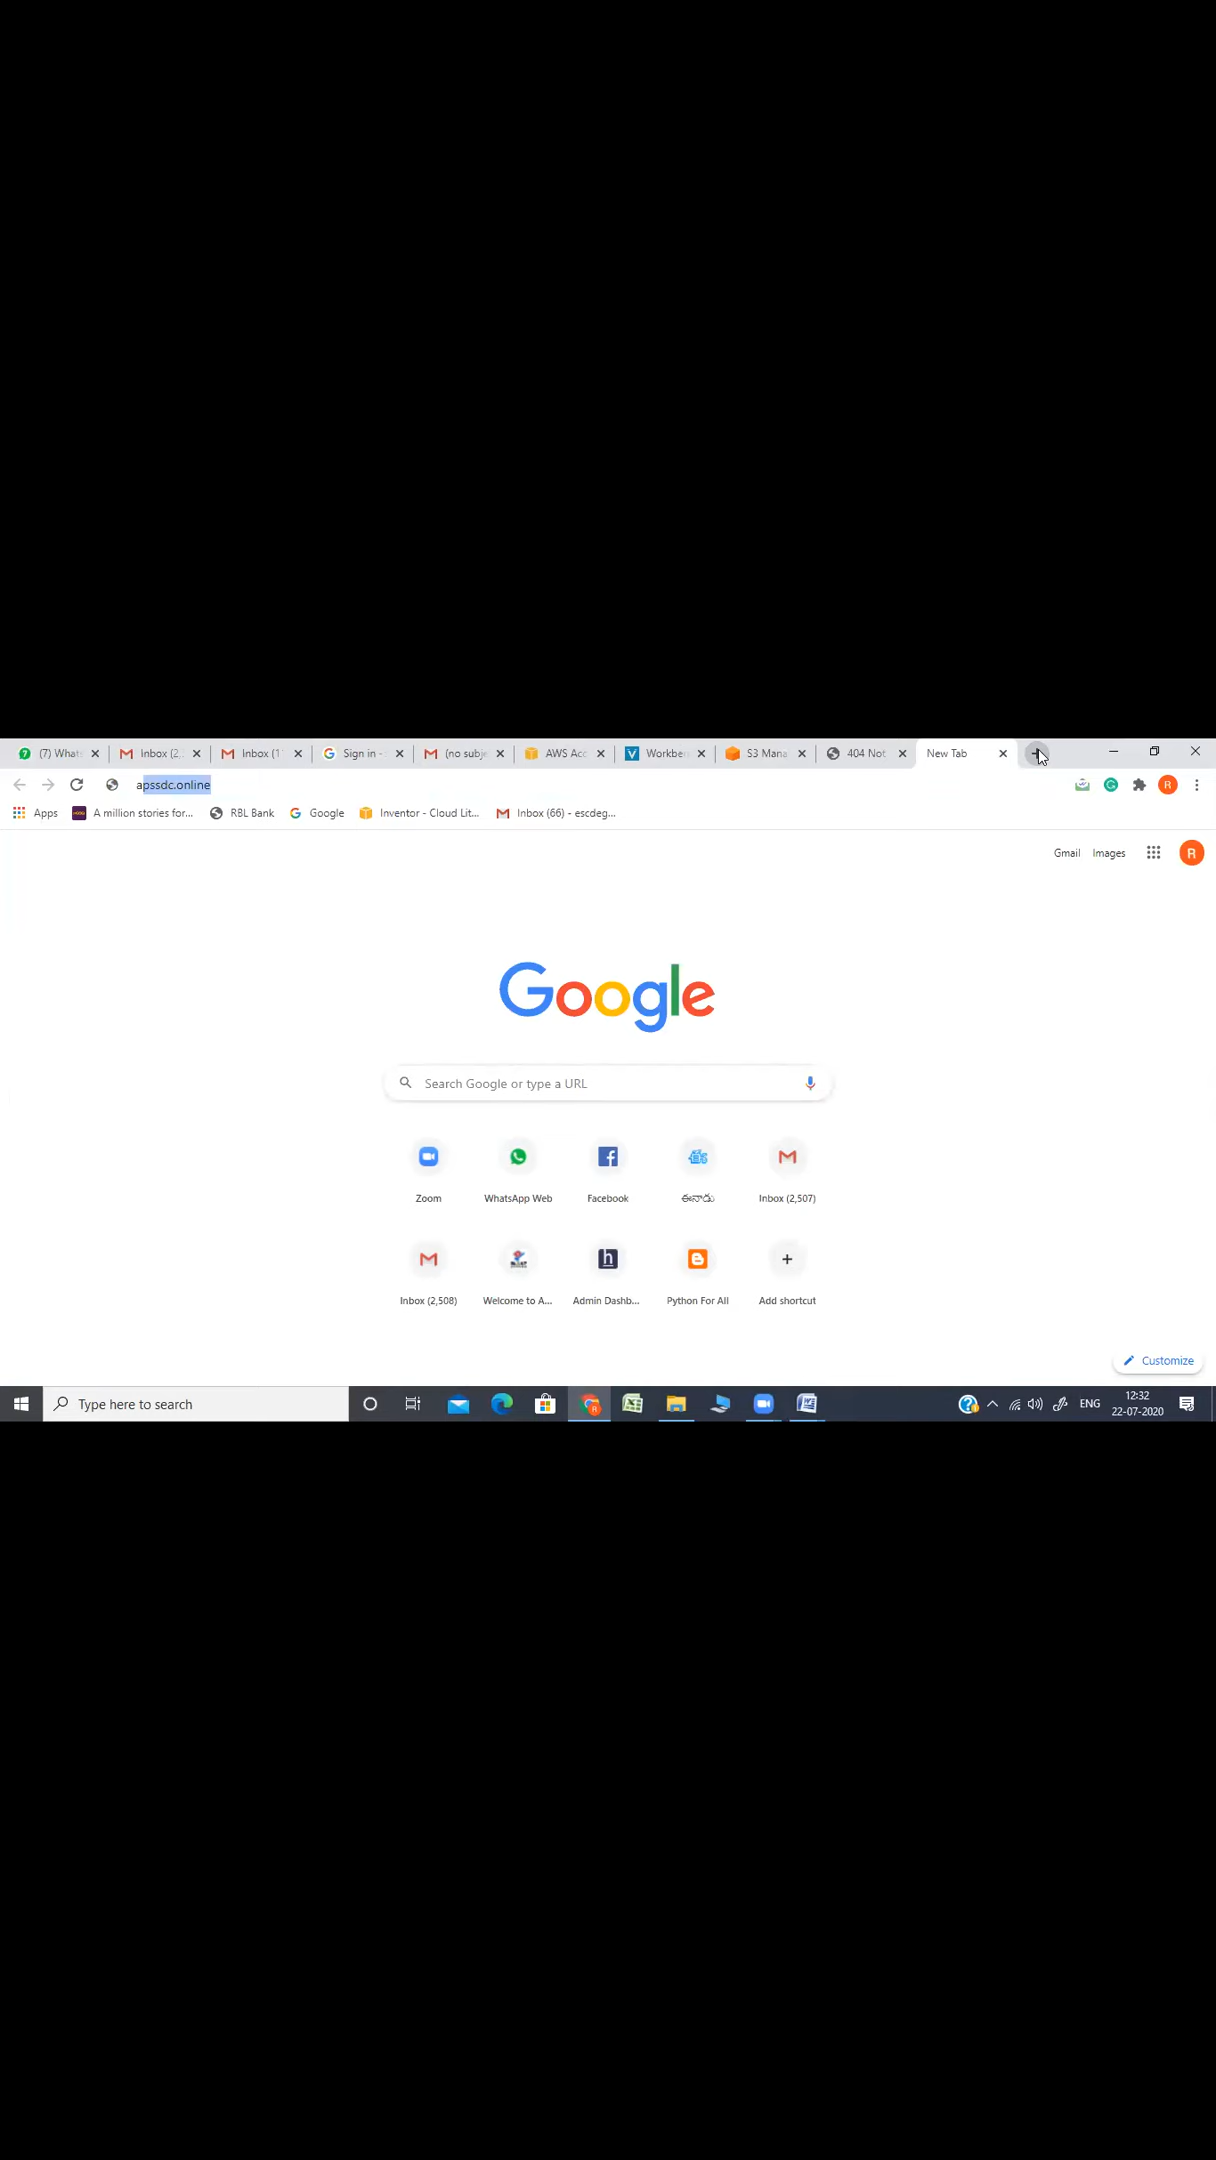 (7) What: Inbox (2, Inbox (1 Sign in - (no subje AWS Acc Workber S3 Mana 404 Not New Tab
apssdc.online
Apps A million stories for... RBL Bank Google Inventor - Cloud Lit... Inbox (66) - escdeg...
Gmail Images R
Google
Search Google or type a URL
Zoom WhatsApp Web Facebook ఈనాడు Inbox (2,507)
Inbox (2,508) Welcome to A... Admin Dashb... Python For All Add shortcut
Customize
Type here to search ENG 12:32
22-07-2020